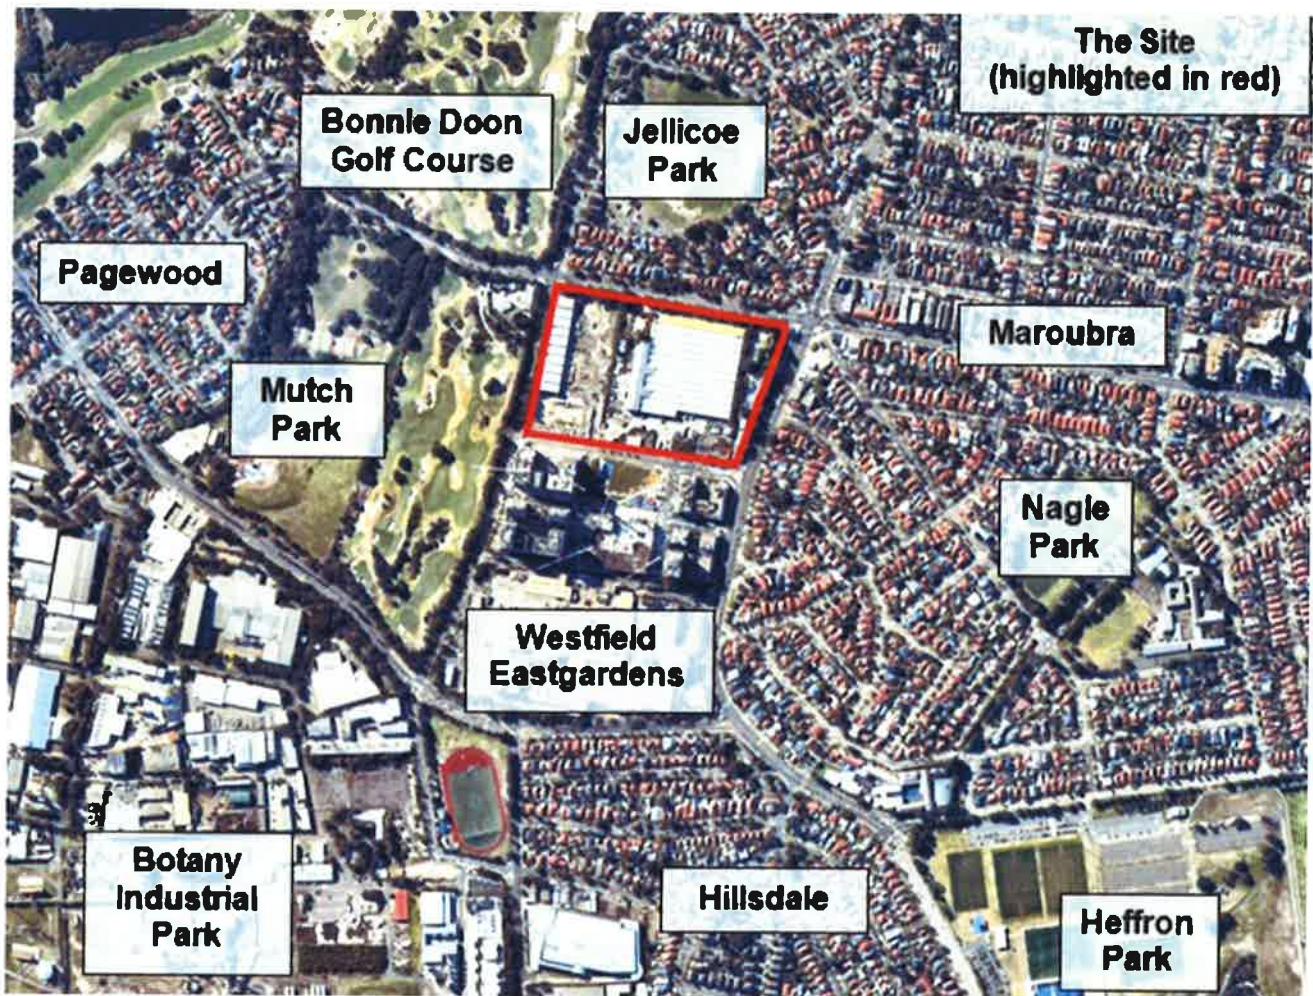 The Site
(highlighted in red)
Bonnie Doon
Golf Course
Jellicoe
Park
Pagewood
Maroubra
Mutch
Park
Nagle
Park
Westfield
Eastgardens
Botany
Industrial
Park
Hillsdale
Heffron
Park